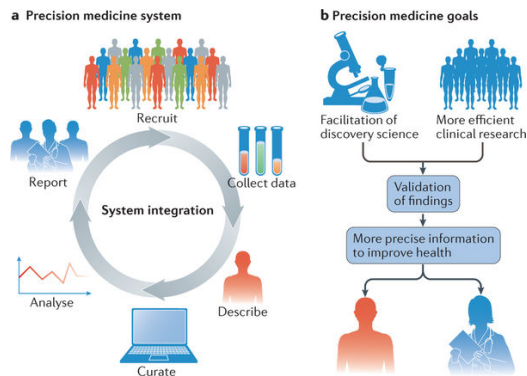 a Precision medicine system
Recruit
Collect data
Describe
Curate
Analyse
Report
System integration
b Precision medicine goals
Facilitation of
discovery science
More efficient
clinical research
Validation
of findings
More precise information
to improve health